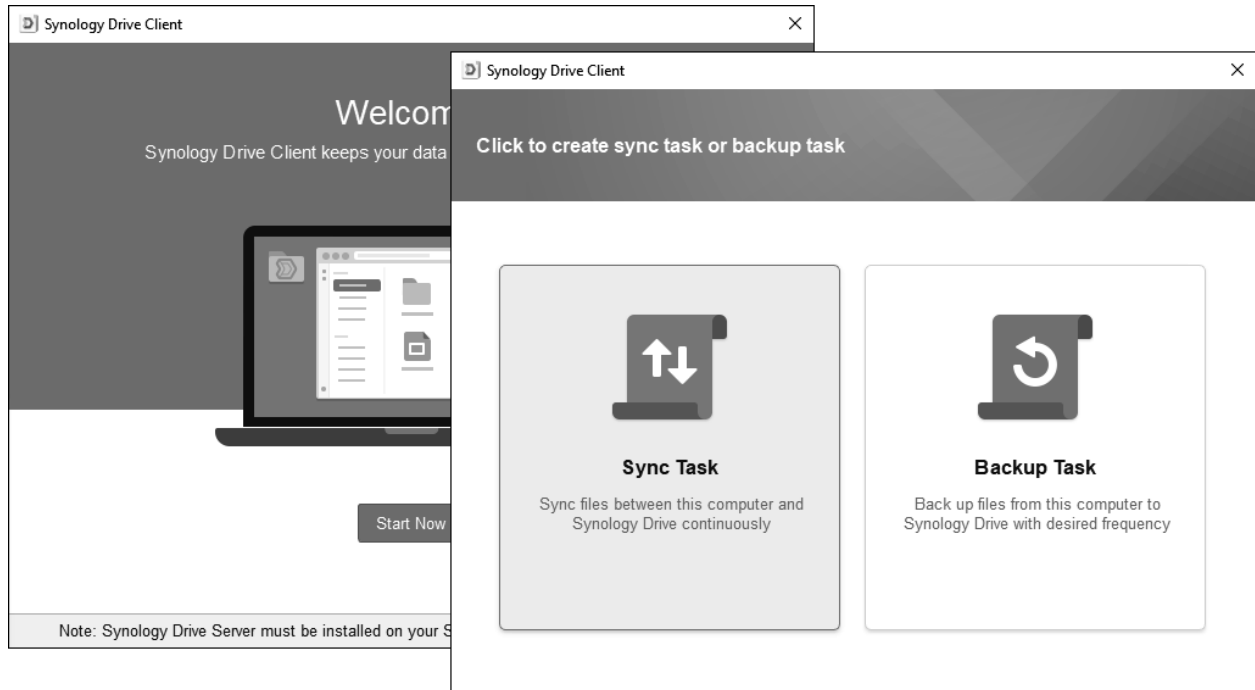 Synology Drive Client
Welcom
Synology Drive Client keeps your data
Start Now
Note: Synology Drive Server must be installed on your S
Synology Drive Client
Click to create sync task or backup task
Sync Task
Sync files between this computer and
Synology Drive continuously
Backup Task
Back up files from this computer to
Synology Drive with desired frequency